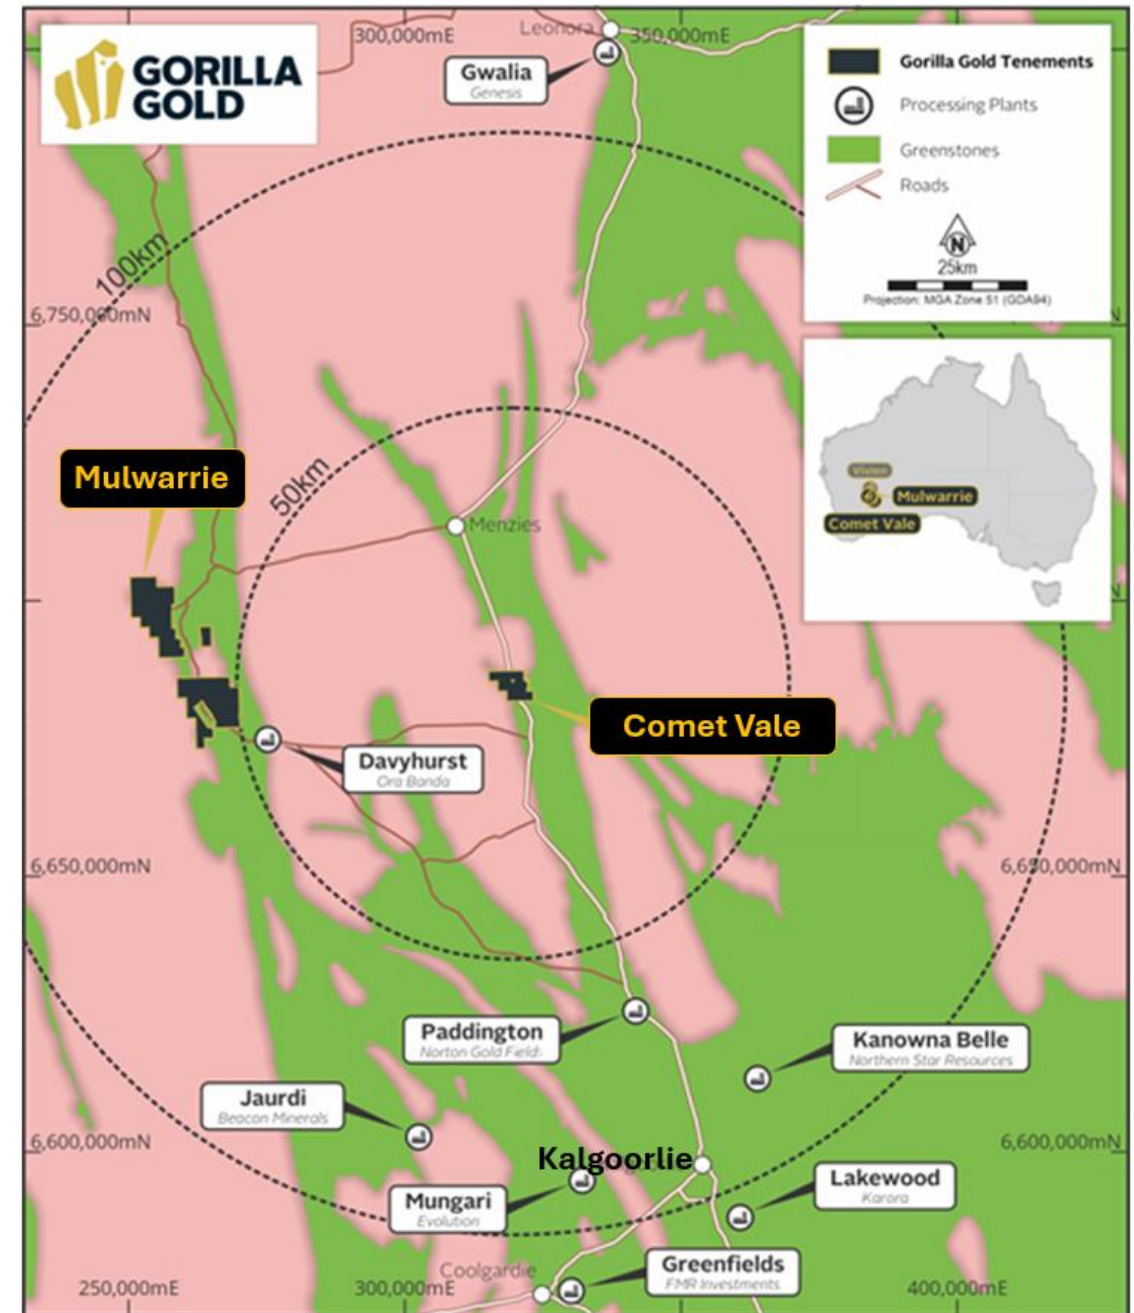 GORILLA
GOLD
300,000mE
Leonora
350,000mE
Gwalia
Genesis
Gorilla Gold Tenements
Processing Plants
Greenstones
Roads
N
25km
Projection: MGA Zone 51 (GDA94)
100km
6,750,000mN
N
Mulwarrie
50km
Menzies
Vivien
Mulwarrie
Comet Vale
N
Comet Vale
Davyhurst
Ora Banda
6,650,000mN
6,650,000mN
Paddington
Norton Gold Field
Kanowna Belle
Northern Star Resources
Jaurdi
Beacon Minerals
6,600,000mN
6,600,000mN
Kalgoorlie
Lakewood
Karora
Mungari
Evolution
Greenfields
FMR Investments
Coolgardie
250,000mE
300,000mE
400,000mE